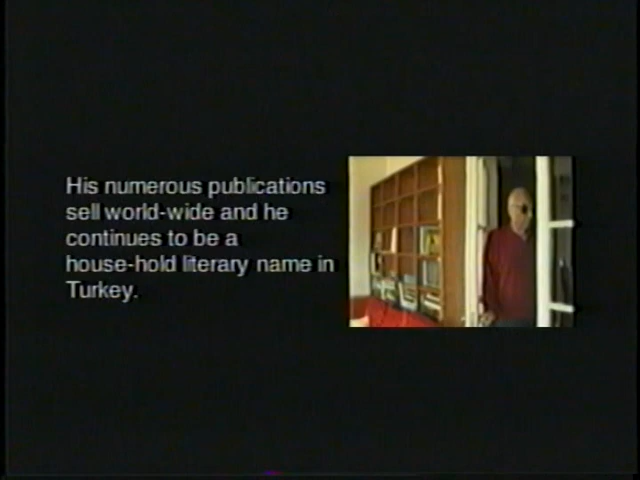 His numerous publications
sell world-wide and he
continues to be a
house-hold literary name in
Turkey.